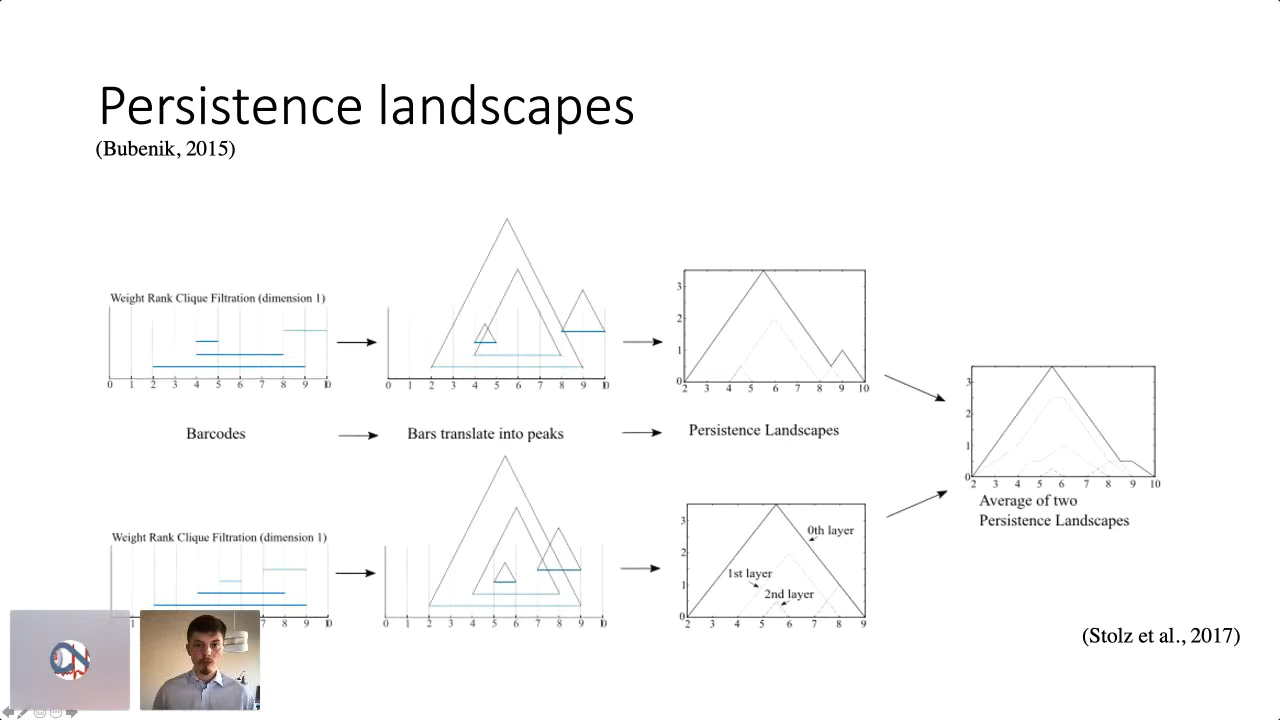 Persistence landscapes
(Bubenik, 2015)
Weight Rank Clique Filtration (dimension 1)
0 1 2 3 4 5 6 7 8 9 10
0 1 2 3 4 5 6 7 8 9 10
3
2
1
0
2 3 4 5 6 7 8 9 10
Barcodes
Bars translate into peaks
Persistence Landscapes
3
2
1
0
2 3 4 5 6 7 8 9 10
Average of two
Persistence Landscapes
Weight Rank Clique Filtration (dimension 1)
1 7 8 9 10
0 1 2 3 4 5 6 7 8 9 10
3
2
1
0
2 3 4 5 6 7 8 9
0th layer
1st layer
2nd layer
(Stolz et al., 2017)